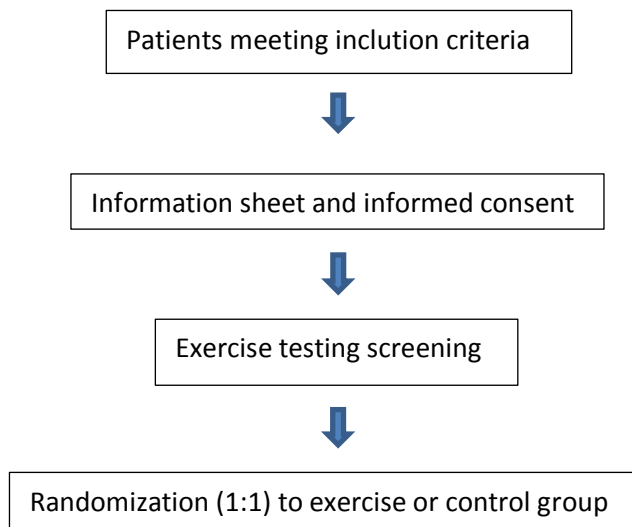 Patients meeting inclution criteria
Information sheet and informed consent
Exercise testing screening
Randomization (1:1) to exercise or control group